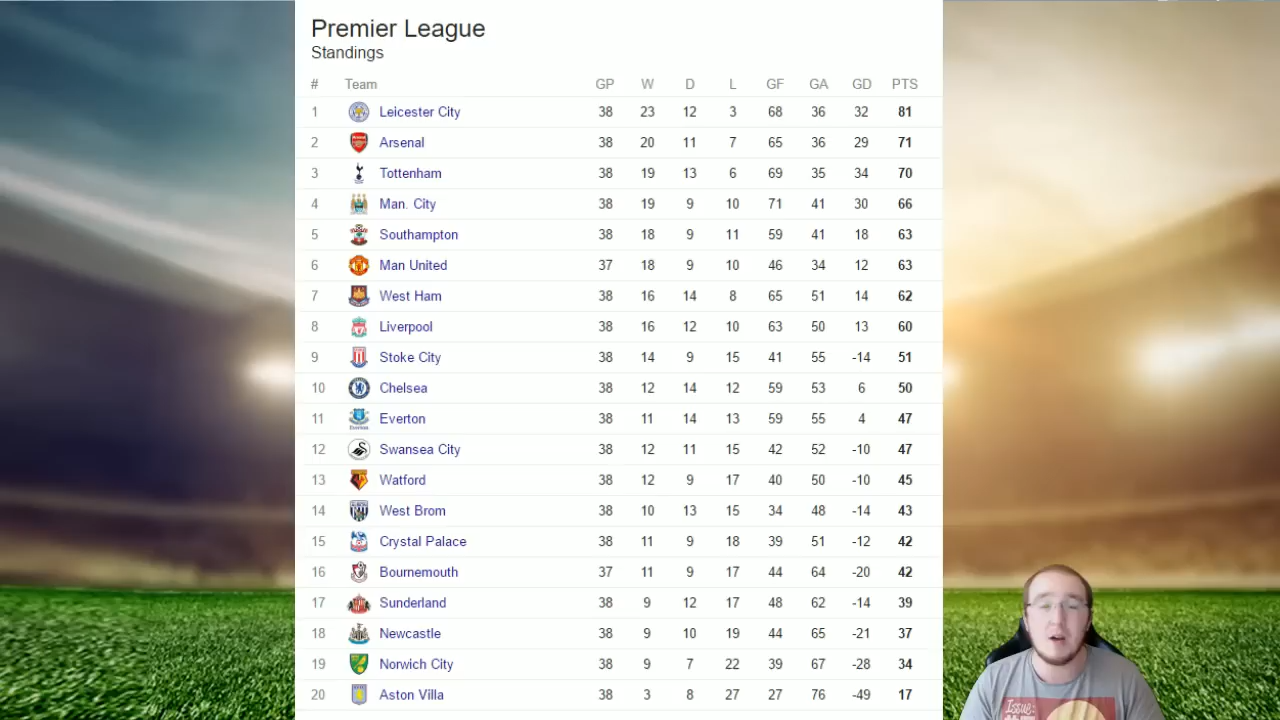 Premier League
Standings
# Team GP W D L GF GA GD PTS
1 Leicester City 38 23 12 3 68 36 32 81
2 Arsenal 38 20 11 7 65 36 29 71
3 Tottenham 38 19 13 6 69 35 34 70
4 Man. City 38 19 9 10 71 41 30 66
5 Southampton 38 18 9 11 59 41 18 63
6 Man United 37 18 9 10 46 34 12 63
7 West Ham 38 16 14 8 65 51 14 62
8 Liverpool 38 16 12 10 63 50 13 60
9 Stoke City 38 14 9 15 41 55 -14 51
10 Chelsea 38 12 14 12 59 53 6 50
11 Everton 38 11 14 13 59 55 4 47
12 Swansea City 38 12 11 15 42 52 -10 47
13 Watford 38 12 9 17 40 50 -10 45
14 West Brom 38 10 13 15 34 48 -14 43
15 Crystal Palace 38 11 9 18 39 51 -12 42
16 Bournemouth 37 11 9 17 44 64 -20 42
17 Sunderland 38 9 12 17 48 62 -14 39
18 Newcastle 38 9 10 19 44 65 -21 37
19 Norwich City 38 9 7 22 39 67 -28 34
20 Aston Villa 38 3 8 27 27 76 -49 17
Issue: